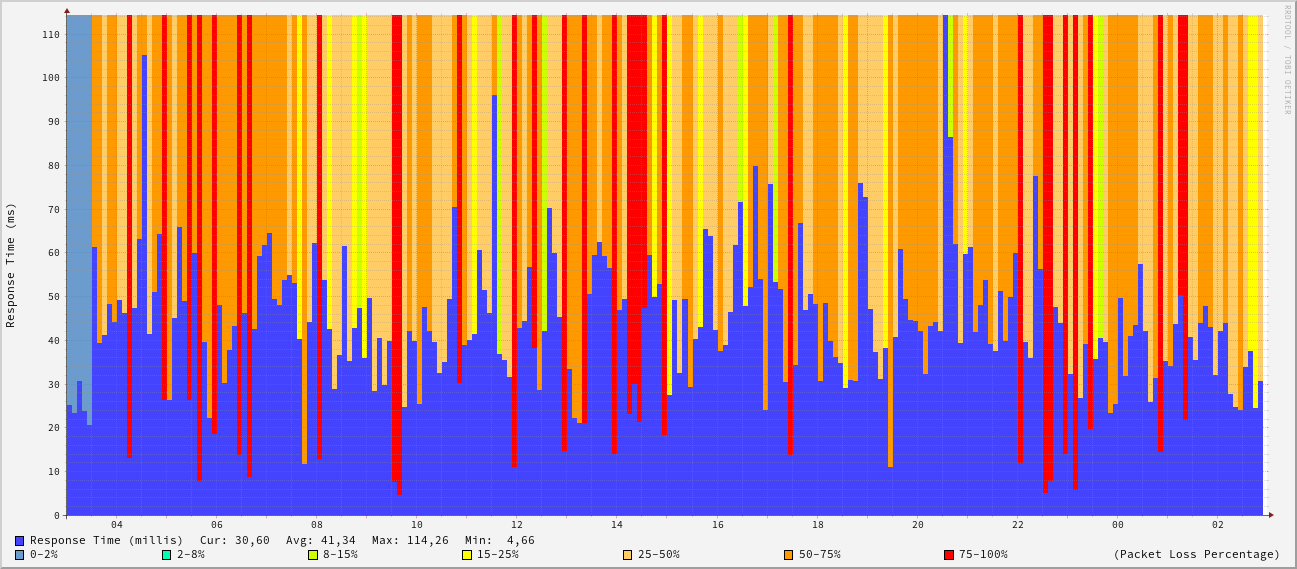 RRDTOOL / TOBI OETIKER
Response Time (ms)
110
100
90
80
70
60
50
40
30
20
10
0
04 06 08 10 12 14 16 18 20 22 00 02
Response Time (millis) Cur: 30,60 Avg: 41,34 Max: 114,26 Min: 4,66
0-2% 2-8% 8-15% 15-25% 25-50% 50-75% 75-100% (Packet Loss Percentage)